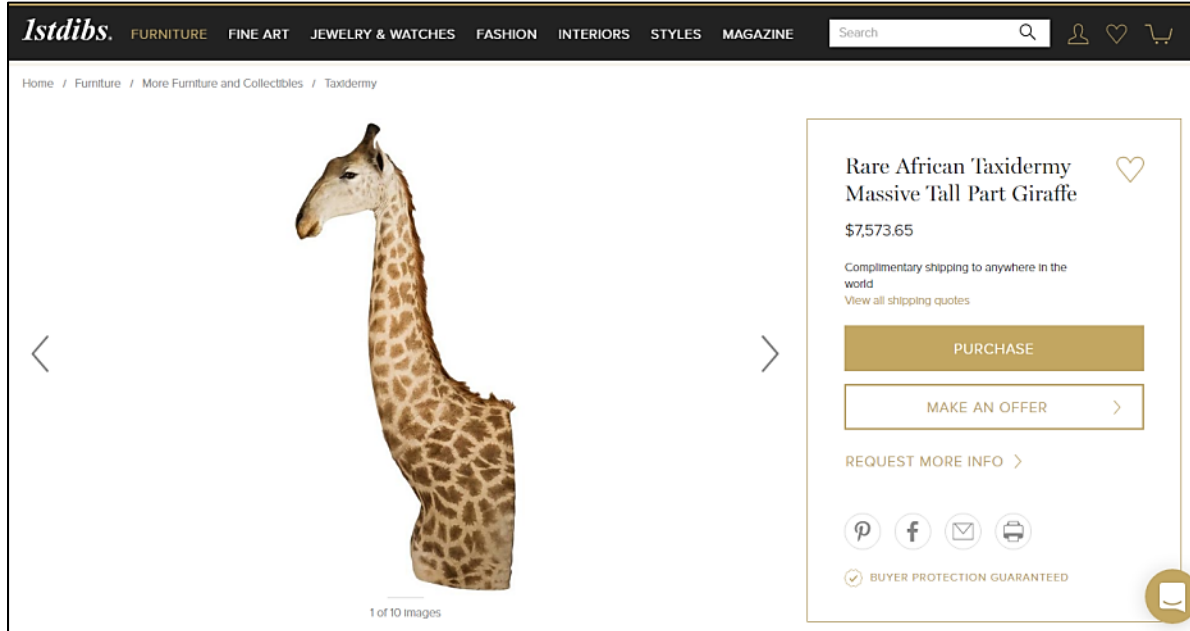 1stdibs. FURNITURE FINE ART JEWELRY & WATCHES FASHION INTERIORS STYLES MAGAZINE Search
Home / Furniture / More Furniture and Collectibles / Taxidermy
Rare African Taxidermy
Massive Tall Part Giraffe
$7,573.65
Complimentary shipping to anywhere in the
world
View all shipping quotes
PURCHASE
MAKE AN OFFER
REQUEST MORE INFO
BUYER PROTECTION GUARANTEED
1 of 10 images